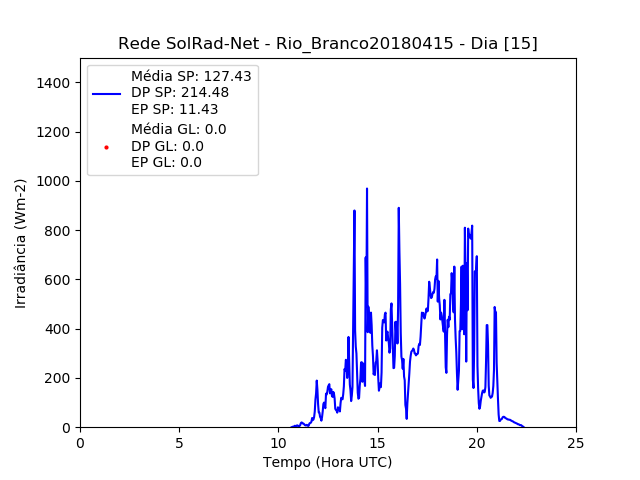 Rede SolRad-Net - Rio_Branco20180415 - Dia [15]
Média SP: 127.43
DP SP: 214.48
EP SP: 11.43
Média GL: 0.0
DP GL: 0.0
EP GL: 0.0
Irradiância (Wm-2)
1400
1200
1000
800
600
400
200
0
0 5 10 15 20 25
Tempo (Hora UTC)